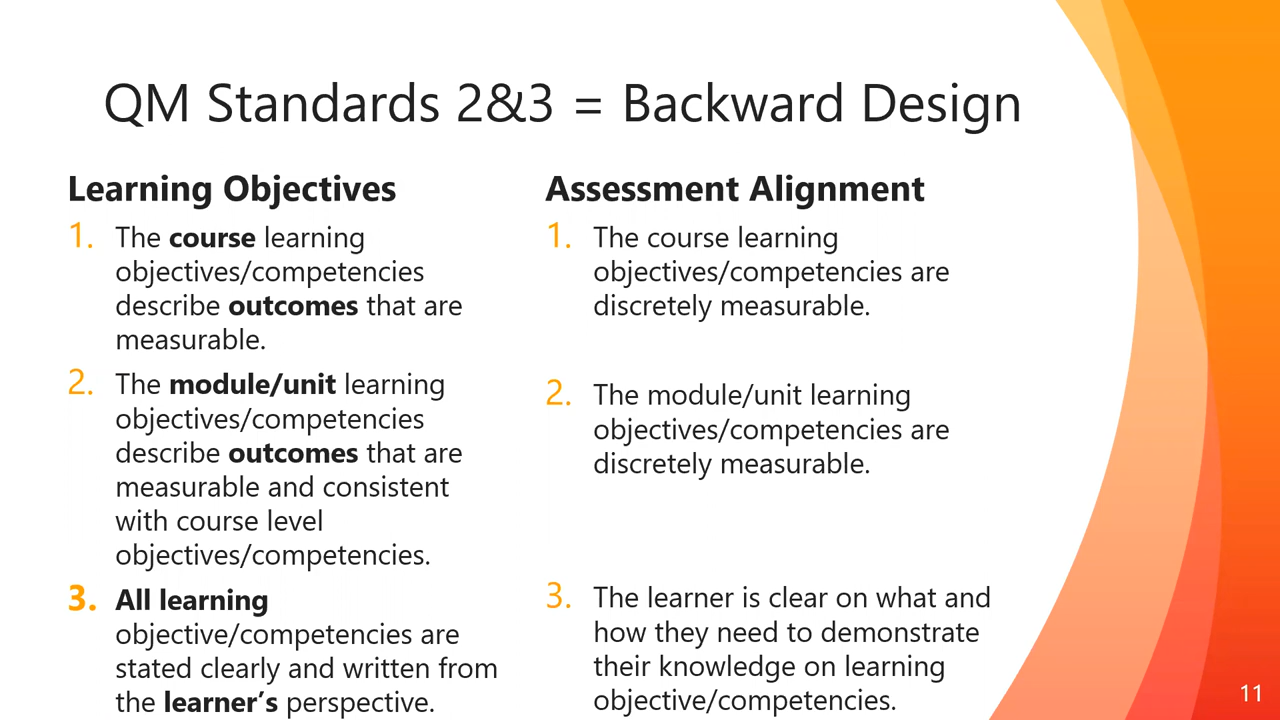 QM Standards 2&3 = Backward Design
Learning Objectives
1. The course learning
objectives/competencies
describe outcomes that are
measurable.
2. The module/unit learning
objectives/competencies
describe outcomes that are
measurable and consistent
with course level
objectives/competencies.
3. All learning
objective/competencies are
stated clearly and written from
the learner’s perspective.
Assessment Alignment
1. The course learning
objectives/competencies are
discretely measurable.
2. The module/unit learning
objectives/competencies are
discretely measurable.
3. The learner is clear on what and
how they need to demonstrate
their knowledge on learning
objective/competencies.
11